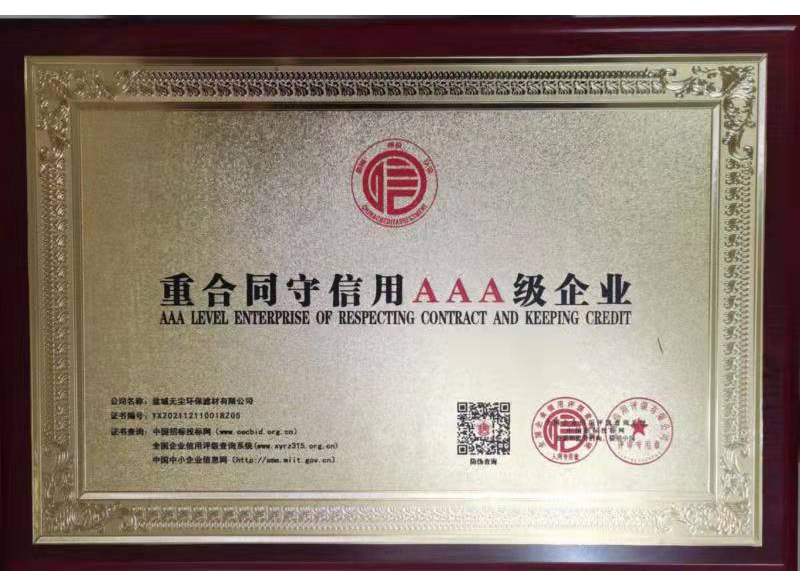 重合同守信用AAA级企业
AAA LEVEL ENTERPRISE OF RESPECTING CONTRACT AND KEEPING CREDIT
公司名称：盐城无尘环保滤材有限公司
证书编号：YXZ0211211001RZ05
证书查询：中国招标投标网（www.cecbid.org.cn）
全国企业信用评级查询系统(www.xyrz315.org.cn)
中国中小企业信息网（http://sme.miit.gov.cn）
防伪查询